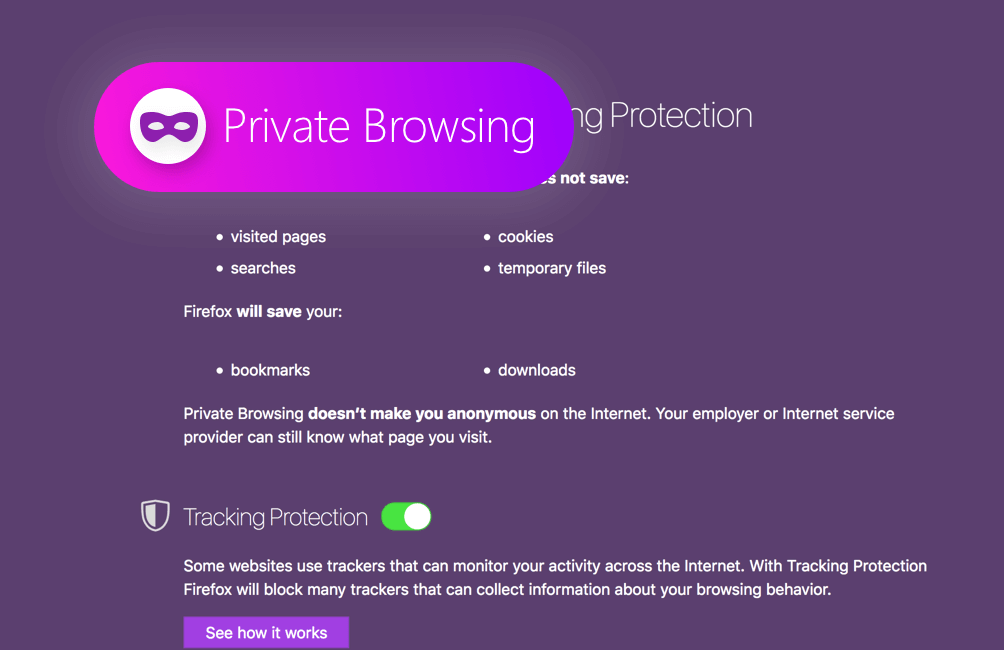 Private Browsing
ng Protection
s not save:
• visited pages
• cookies
• searches
• temporary files
Firefox will save your:
• bookmarks
• downloads
Private Browsing doesn’t make you anonymous on the Internet. Your employer or Internet service
provider can still know what page you visit.
Tracking Protection
Some websites use trackers that can monitor your activity across the Internet. With Tracking Protection
Firefox will block many trackers that can collect information about your browsing behavior.
See how it works